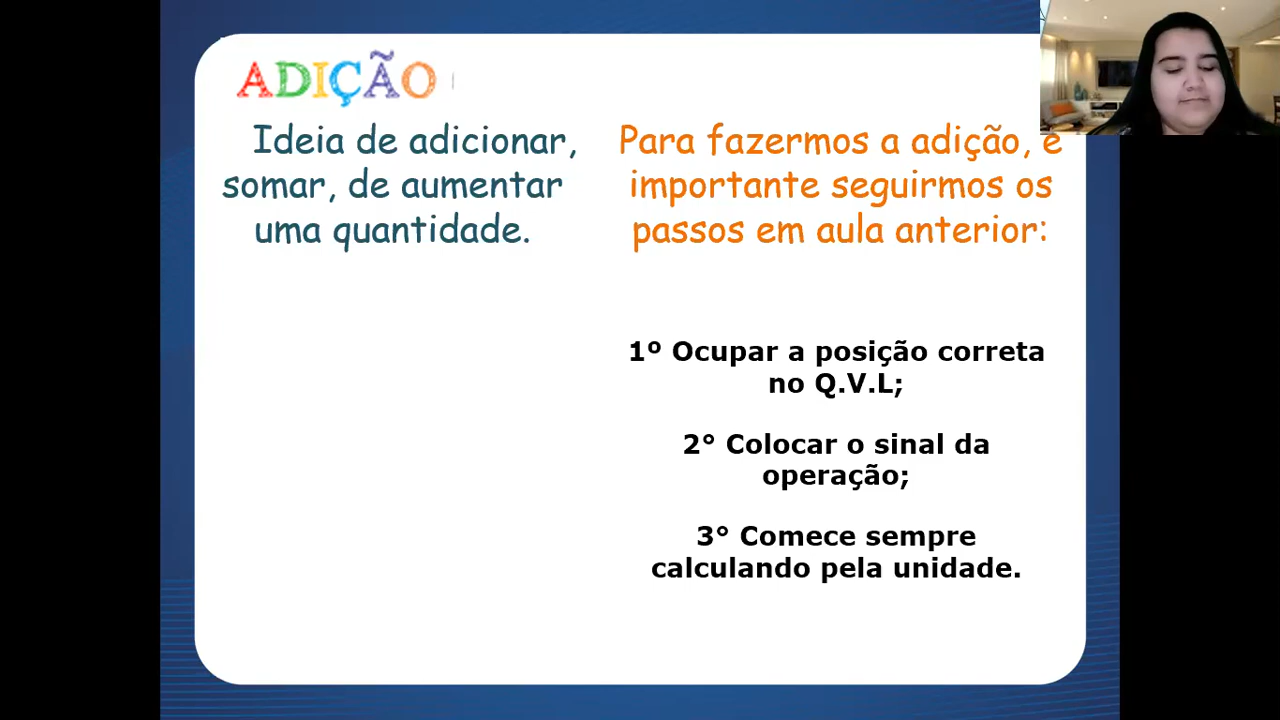 ADIÇÃO
Ideia de adicionar,
somar, de aumentar
uma quantidade.
Para fazermos a adição, é
importante seguirmos os
passos em aula anterior:
1º Ocupar a posição correta
no Q.V.L;
2° Colocar o sinal da
operação;
3° Comece sempre
calculando pela unidade.